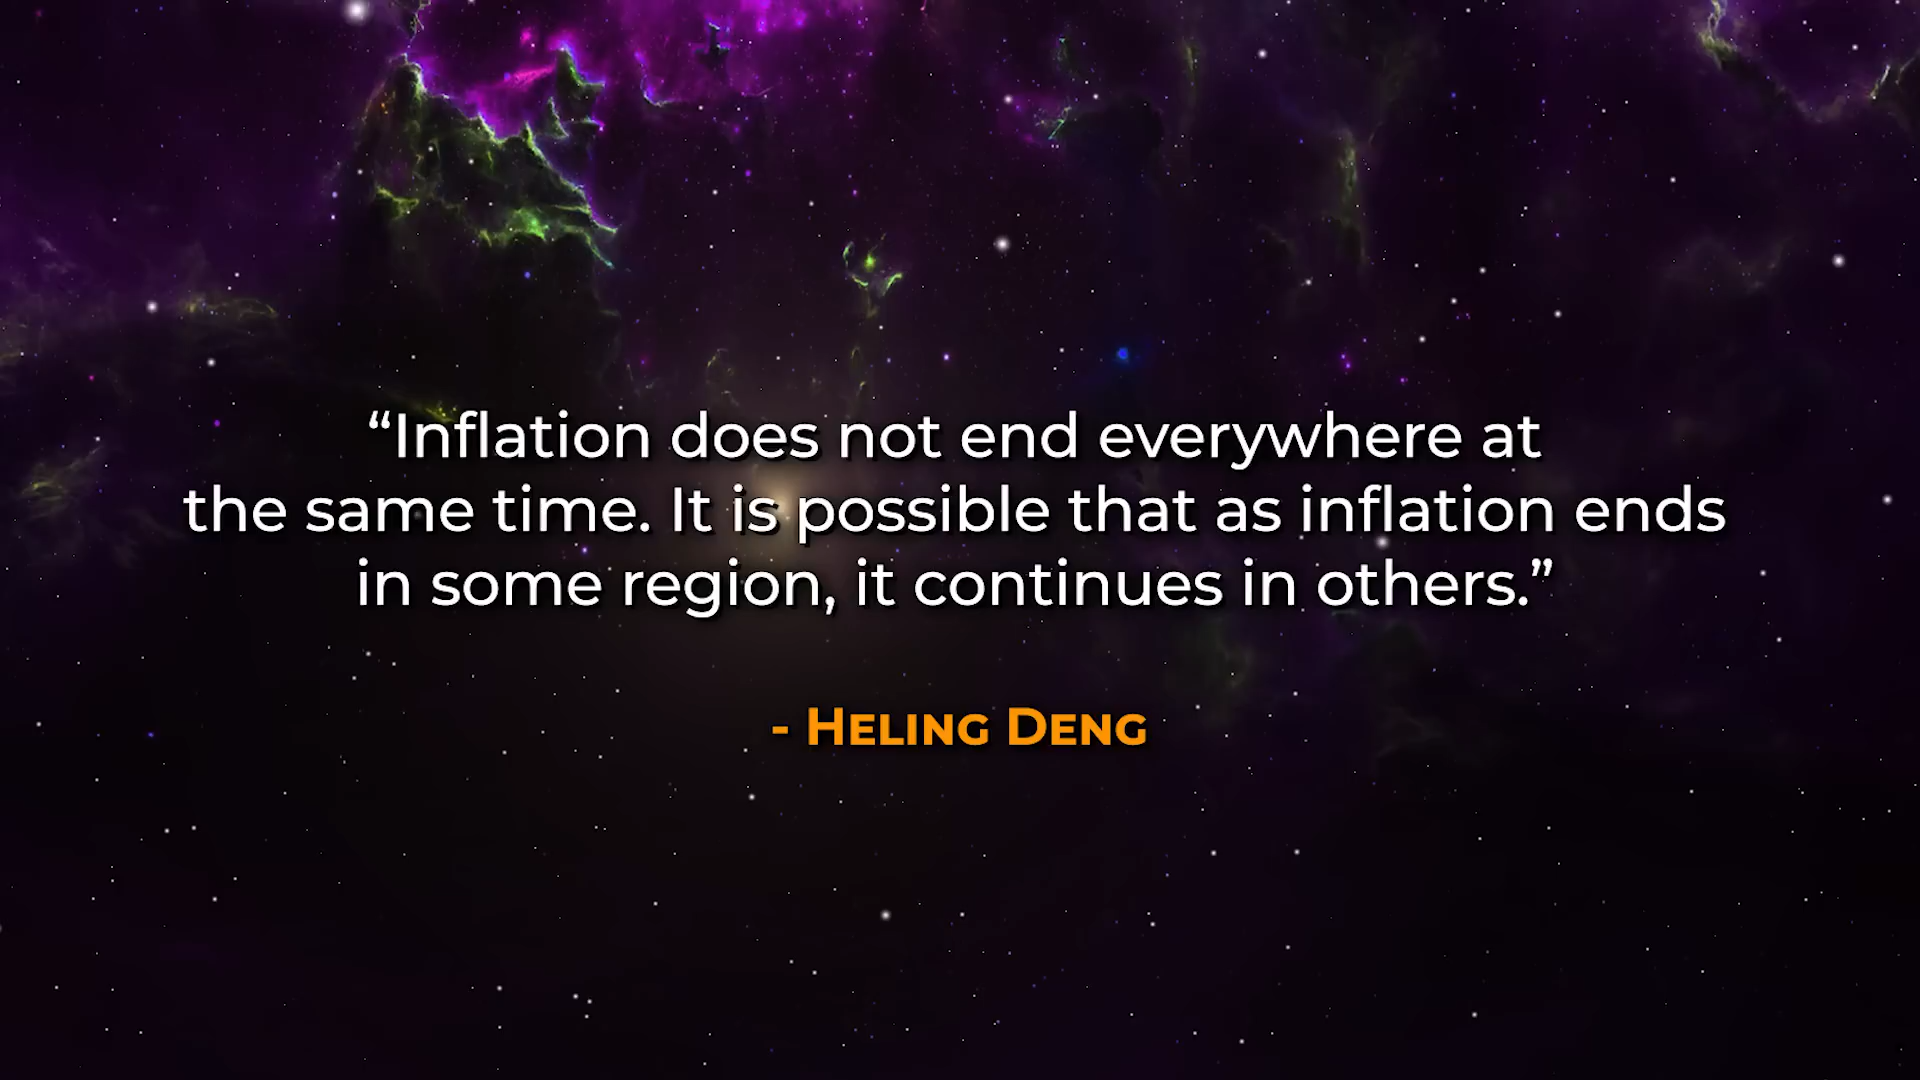 “Inflation does not end everywhere at
the same time. It is possible that as inflation ends
in some region, it continues in others.”
- HELING DENG